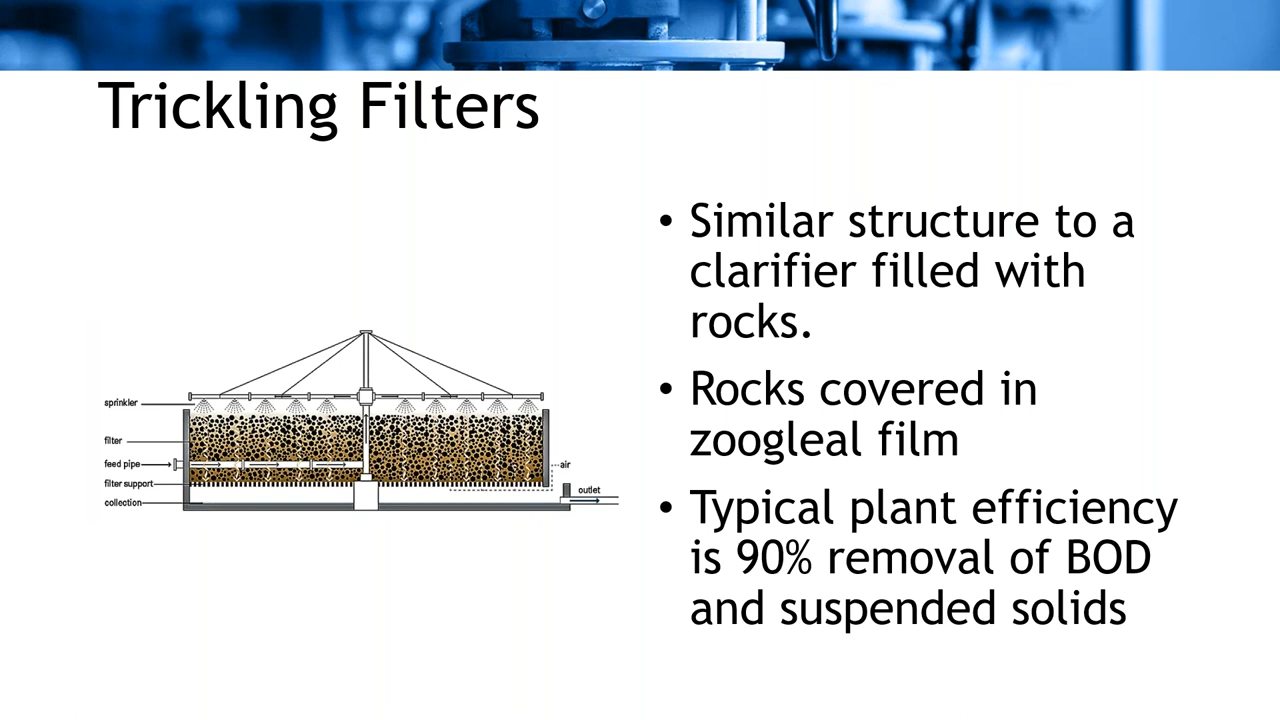 Trickling Filters
• Similar structure to a
clarifier filled with
rocks.
• Rocks covered in
zoogleal film
• Typical plant efficiency
is 90% removal of BOD
and suspended solids
sprinkler
filter
feed pipe
filter support
collection
air
outlet